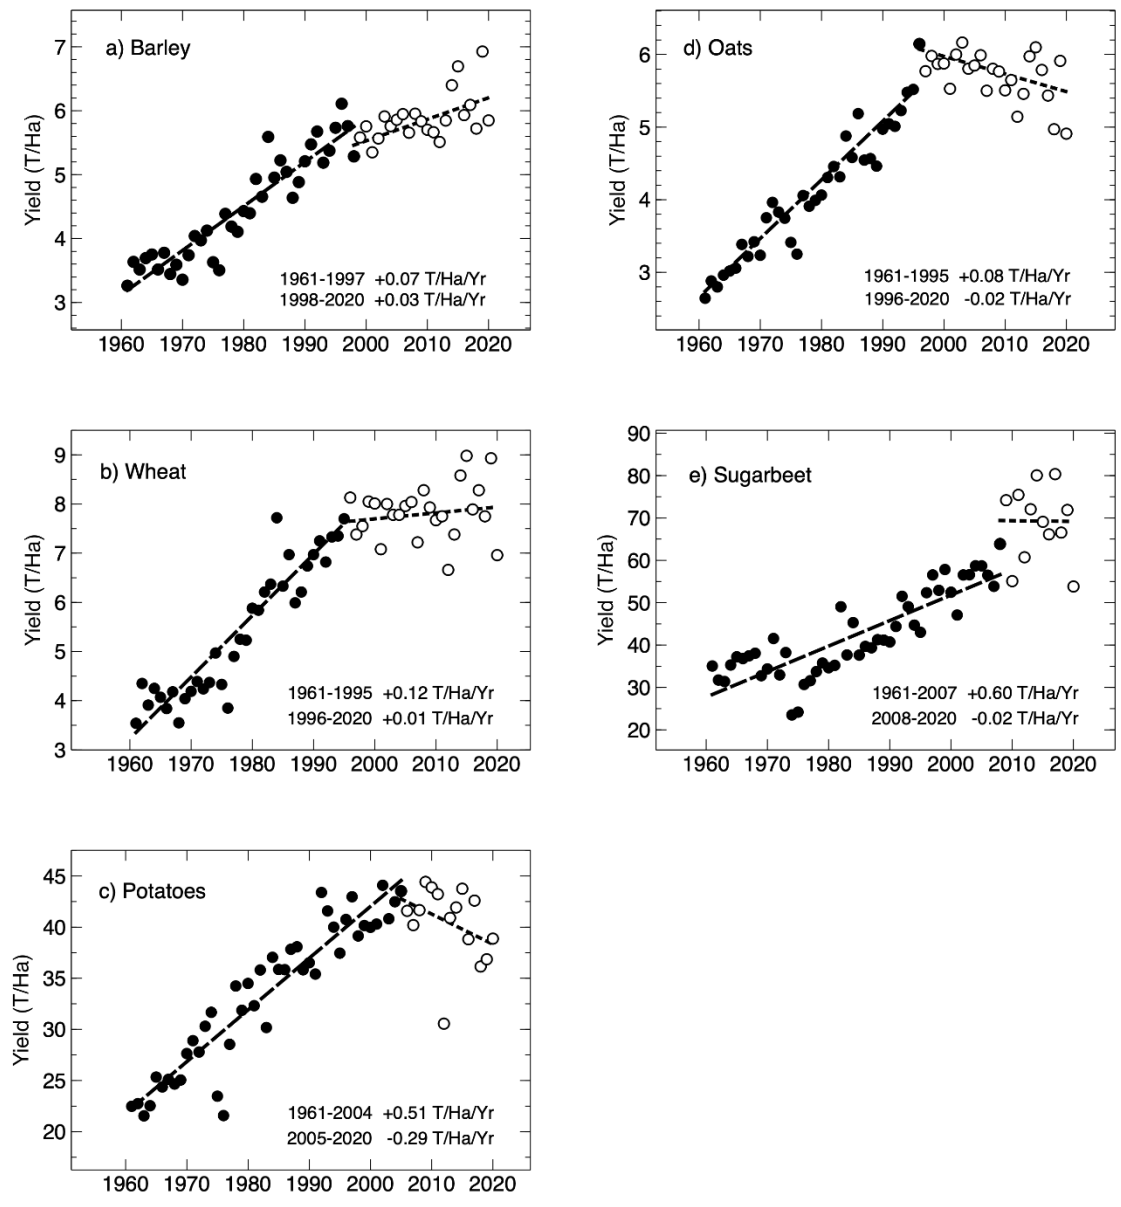 a) Barley
7
6
5
4
3
Yield (T/Ha)
1961-1997 +0.07 T/Ha/Yr
1998-2020 +0.03 T/Ha/Yr
1960 1970 1980 1990 2000 2010 2020
d) Oats
6
5
4
3
Yield (T/Ha)
1961-1995 +0.08 T/Ha/Yr
1996-2020 -0.02 T/Ha/Yr
1960 1970 1980 1990 2000 2010 2020
b) Wheat
9
8
7
6
5
4
3
Yield (T/Ha)
1961-1995 +0.12 T/Ha/Yr
1996-2020 +0.01 T/Ha/Yr
1960 1970 1980 1990 2000 2010 2020
e) Sugarbeet
90
80
70
60
50
40
30
20
Yield (T/Ha)
1961-2007 +0.60 T/Ha/Yr
2008-2020 -0.02 T/Ha/Yr
1960 1970 1980 1990 2000 2010 2020
c) Potatoes
45
40
35
30
25
20
Yield (T/Ha)
1961-2004 +0.51 T/Ha/Yr
2005-2020 -0.29 T/Ha/Yr
1960 1970 1980 1990 2000 2010 2020